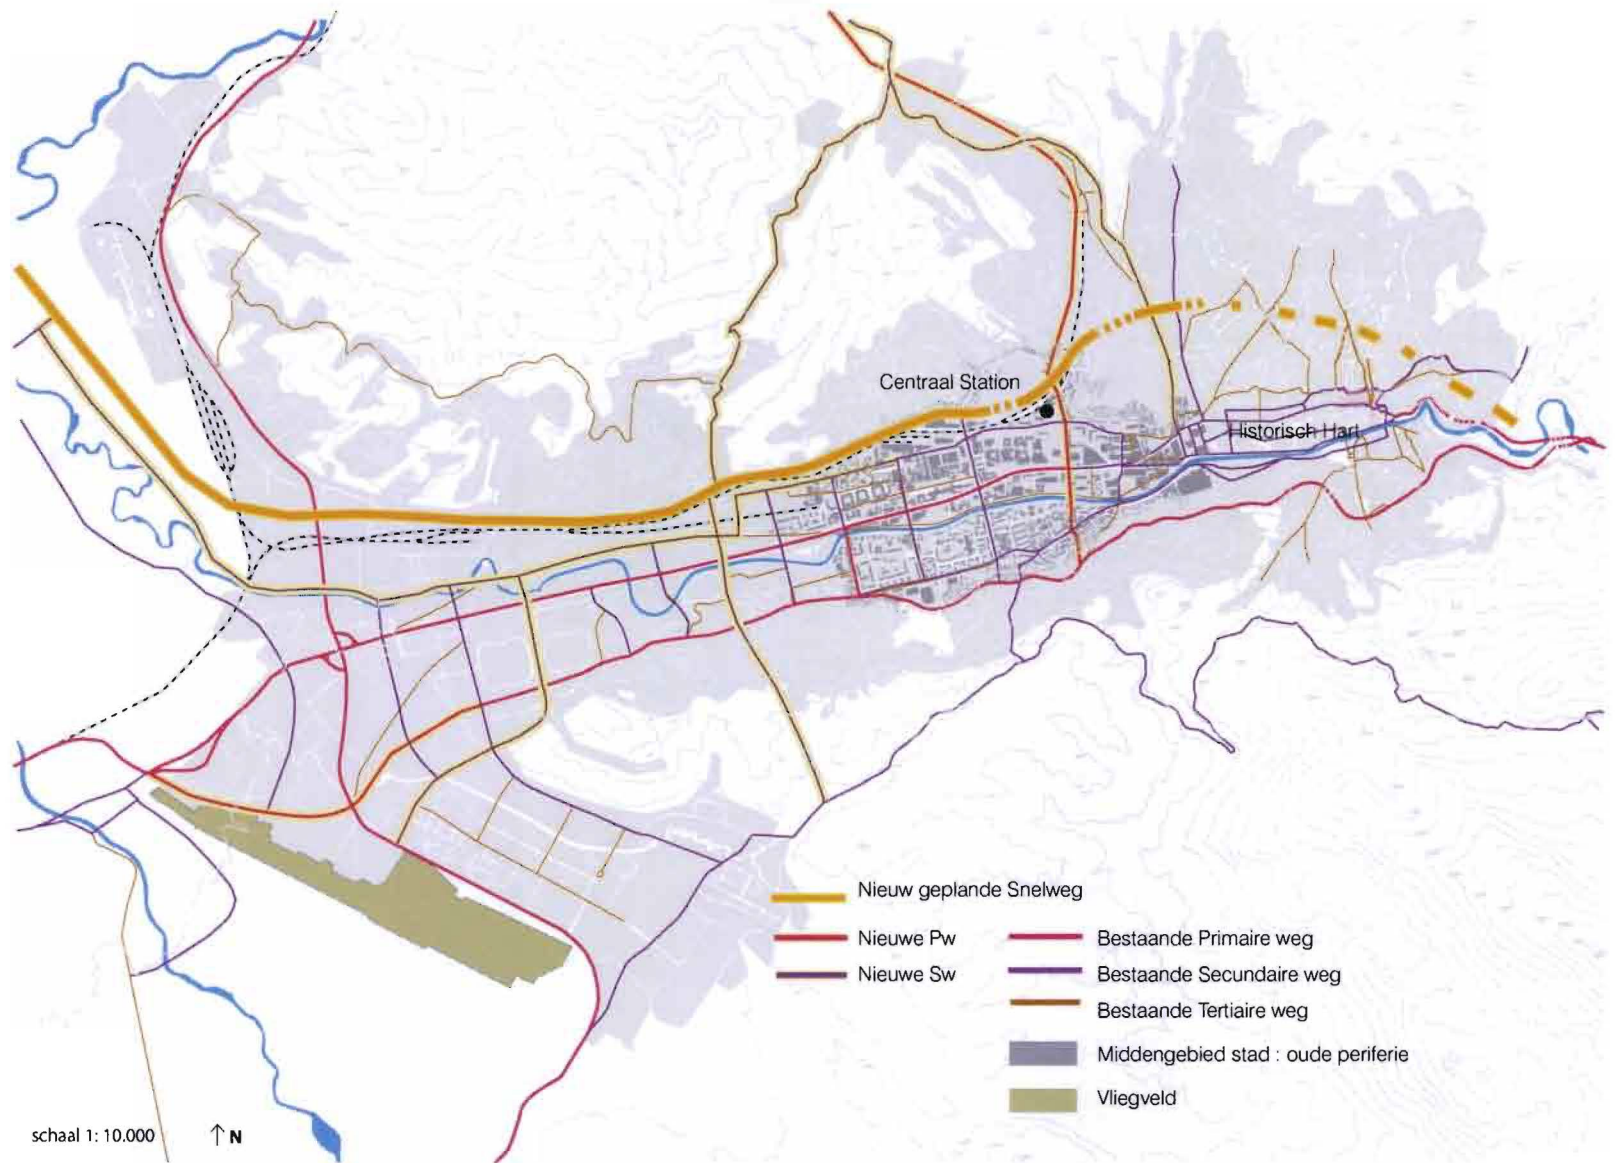 Centraal Station
Historisch Hart
Nieuw geplande Snelweg
Nieuwe Pw
Bestaande Primaire weg
Nieuwe Sw
Bestaande Secundaire weg
Bestaande Tertiaire weg
Middengebied stad : oude periferie
Vliegveld
schaal 1: 10.000
N